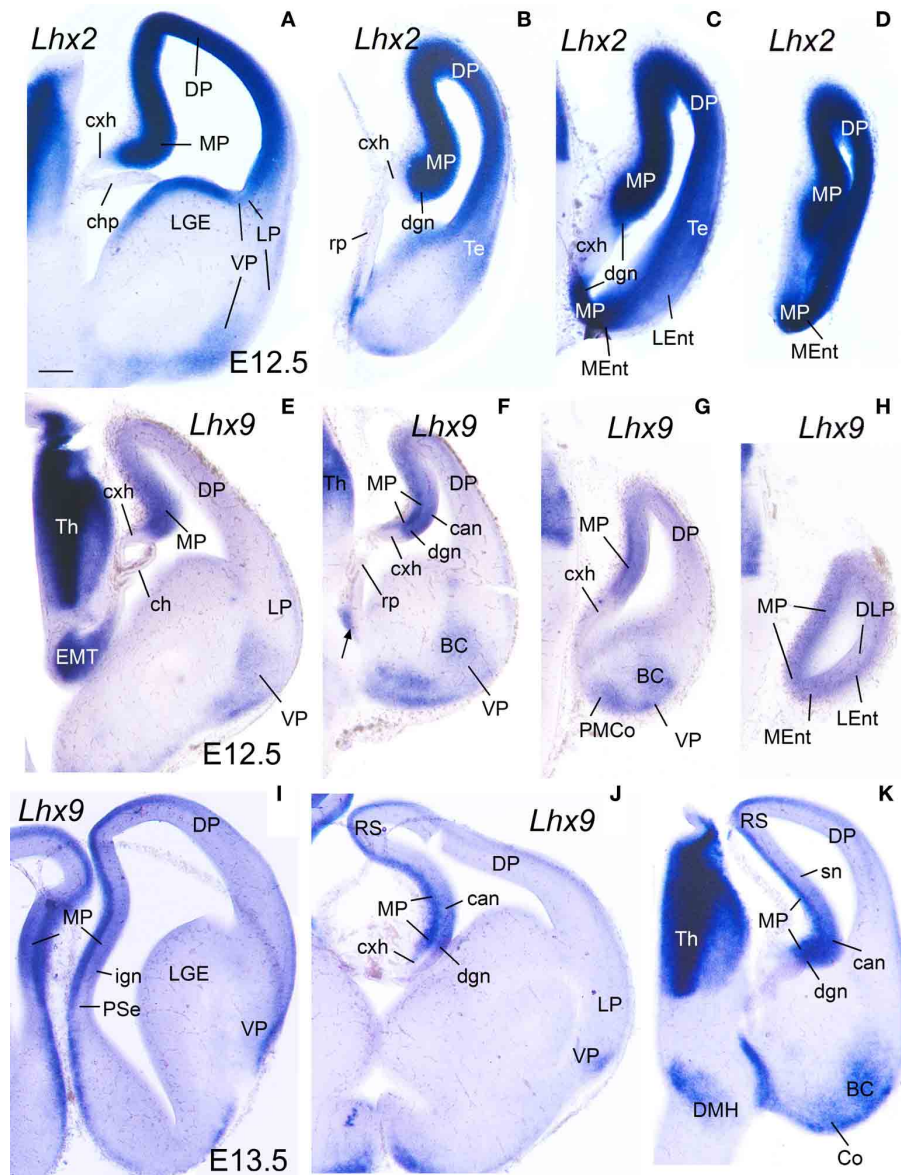 A
Lhx2
DP
cxh
MP
chp
LGE
LP
VP
E12.5
B
Lhx2
DP
cxh
MP
dgn
rp
Te
C
Lhx2
DP
MP
Te
cxh
dgn
MP
LEnt
MEnt
D
Lhx2
DP
MP
MP
MEnt
E
Lhx9
DP
cxh
Th
MP
ch
LP
EMT
VP
E12.5
F
Lhx9
Th
MP
DP
can
dgn
cxh
rp
BC
VP
G
Lhx9
MP
DP
cxh
BC
PMCo
VP
H
Lhx9
MP
DLP
LEnt
MEnt
I
Lhx9
DP
MP
ign
LGE
PSe
VP
E13.5
J
RS
Lhx9
DP
can
MP
cxh
dgn
LP
VP
K
RS
DP
sn
MP
Th
can
dgn
BC
DMH
Co